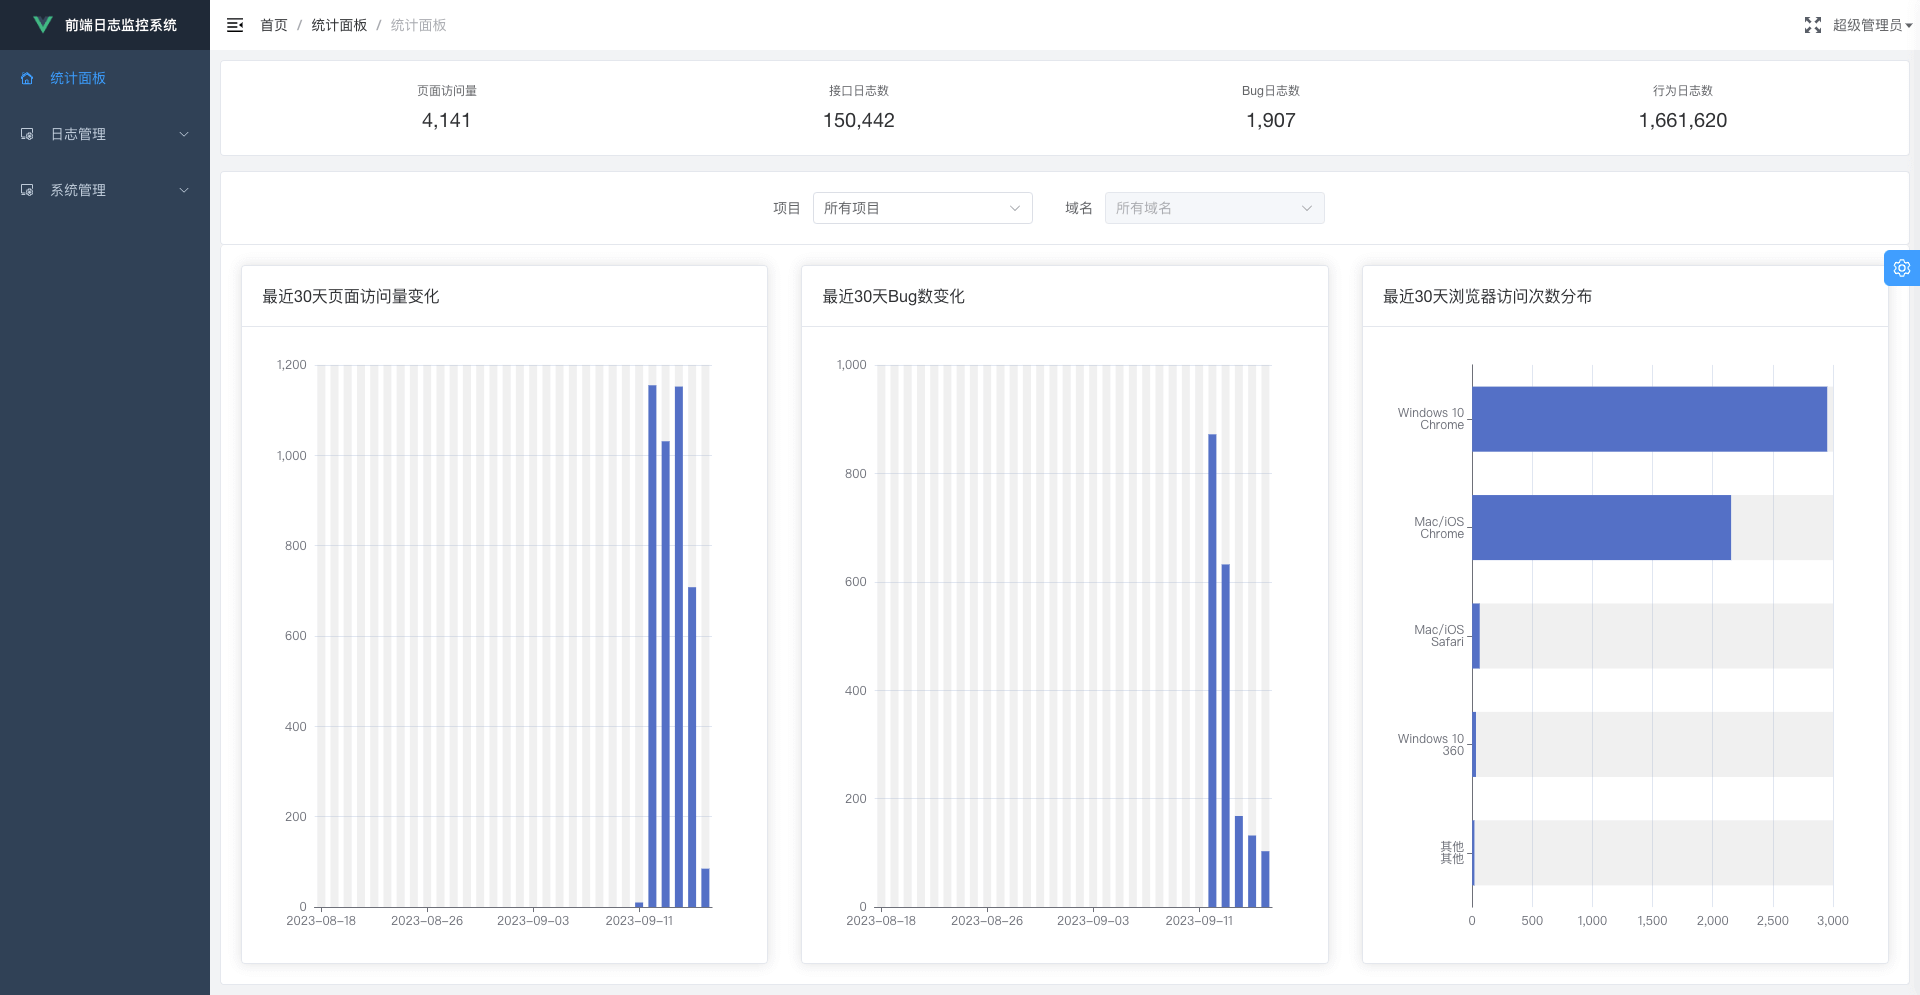 前端日志监控系统
首页 / 统计面板 / 统计面板
超级管理员
统计面板
日志管理
系统管理
页面访问量
4,141
接口日志数
150,442
Bug日志数
1,907
行为日志数
1,661,620
项目 所有项目
域名 所有域名
最近30天页面访问量变化
1,200
1,000
800
600
400
200
0
2023-08-18 2023-08-26 2023-09-03 2023-09-11
最近30天Bug数变化
1,000
800
600
400
200
0
2023-08-18 2023-08-26 2023-09-03 2023-09-11
最近30天浏览器访问次数分布
Windows 10
Chrome
Mac/iOS
Chrome
Mac/iOS
Safari
Windows 10
360
其他
其他
0 500 1,000 1,500 2,000 2,500 3,000